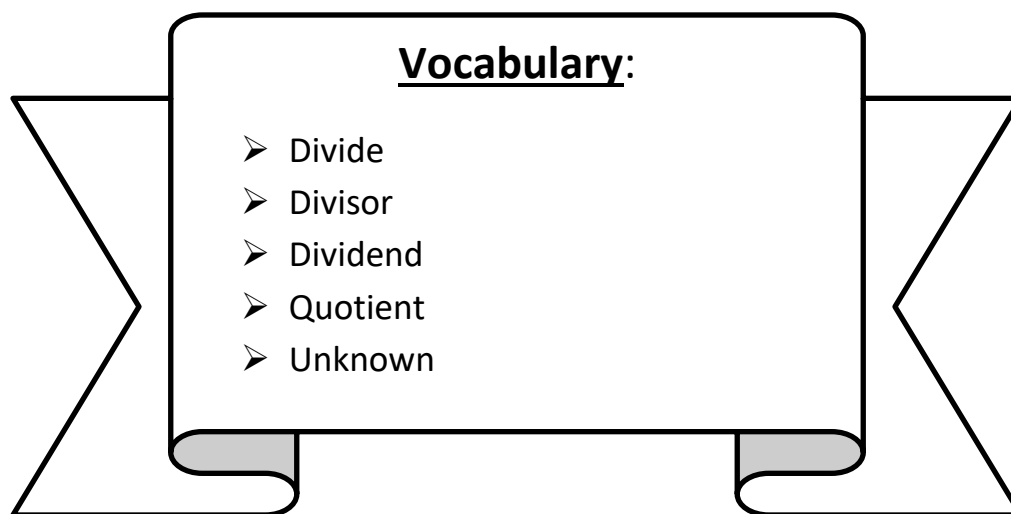 Vocabulary:
➢ Divide
➢ Divisor
➢ Dividend
➢ Quotient
➢ Unknown